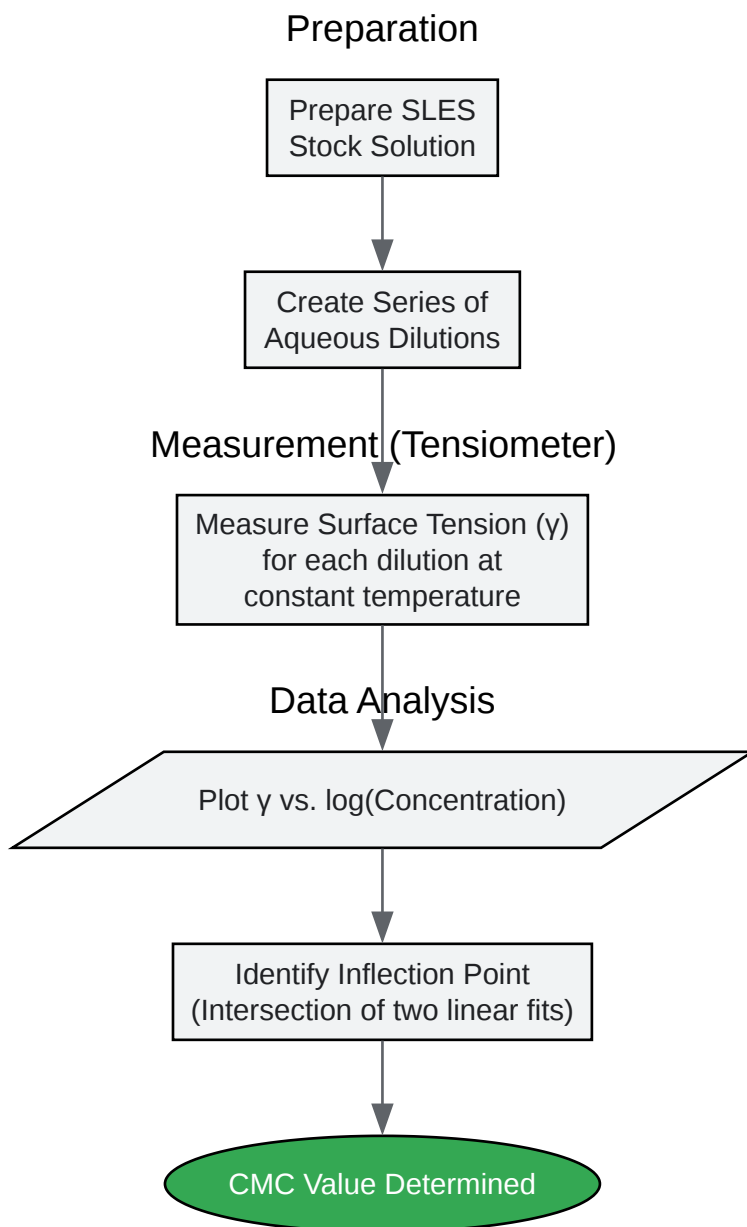 Preparation
Prepare SLES
Stock Solution
Create Series of
Aqueous Dilutions
Measurement (Tensiometer)
Measure Surface Tension (γ)
for each dilution at
constant temperature
Data Analysis
Plot γ vs. log(Concentration)
Identify Inflection Point
(Intersection of two linear fits)
CMC Value Determined